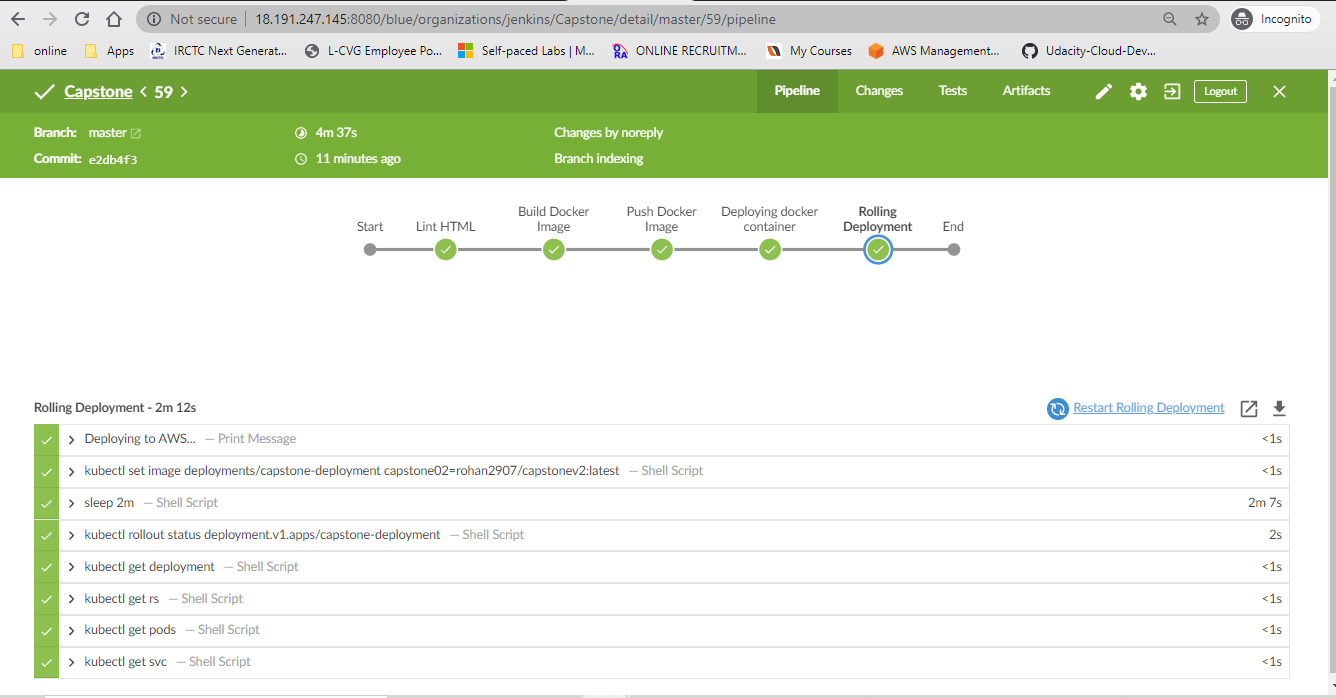 Not secure | 18.191.247.145:8080/blue/organizations/jenkins/Capstone/detail/master/59/pipeline Incognito
online Apps IRCTC Next Generat... L-CVG Employee Po... Self-paced Labs | M... ONLINE RECRUITM... My Courses AWS Management... Udacity-Cloud-Dev...
Capstone < 59 > Pipeline Changes Tests Artifacts Logout
Branch: master 4m 37s Changes by noreply
Commit: e2db4f3 11 minutes ago Branch indexing
Build Docker Push Docker Deploying docker Rolling
Start Lint HTML Image Image container Deployment End
Rolling Deployment - 2m 12s Restart Rolling Deployment
Deploying to AWS... — Print Message <1s
kubectl set image deployments/capstone-deployment capstone02=rohan2907/capstonev2:latest — Shell Script <1s
sleep 2m — Shell Script 2m 7s
kubectl rollout status deployment.v1.apps/capstone-deployment — Shell Script 2s
kubectl get deployment — Shell Script <1s
kubectl get rs — Shell Script <1s
kubectl get pods — Shell Script <1s
kubectl get svc — Shell Script <1s